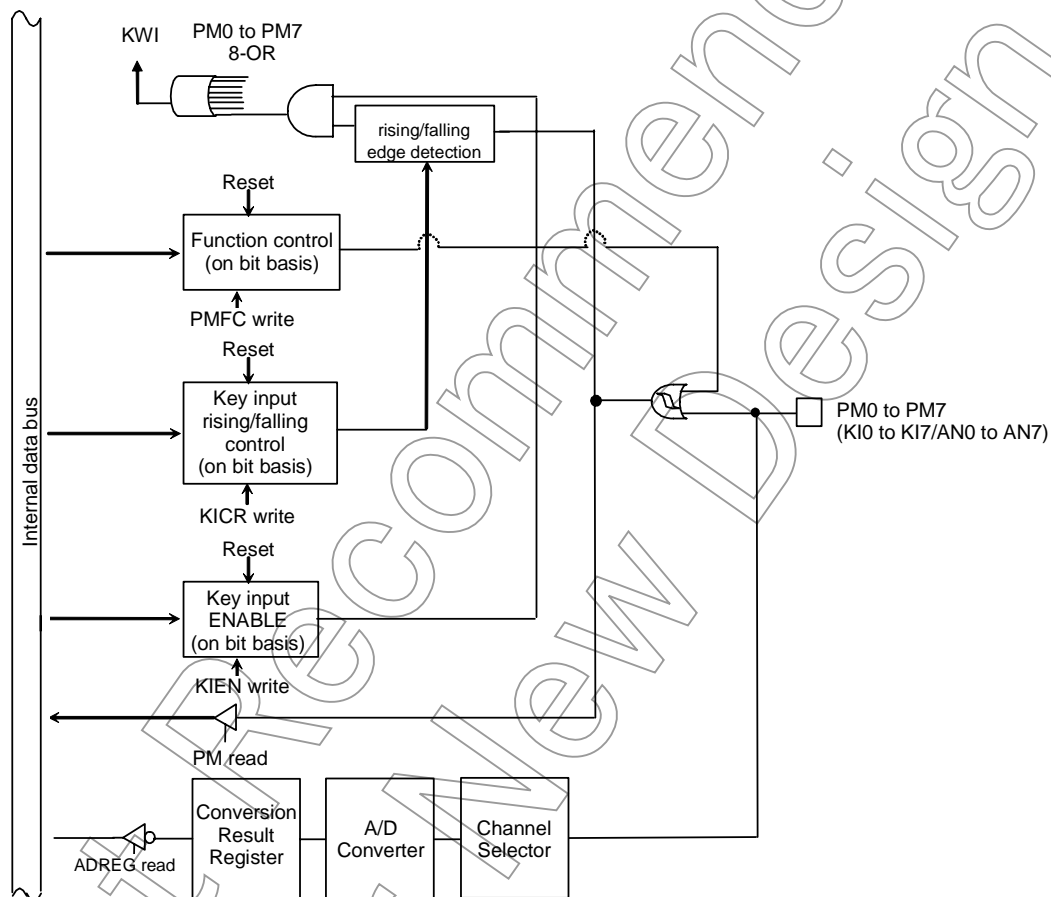 KWI
PM0 to PM7
8-OR
rising/falling
edge detection
Reset
Function control
(on bit basis)
PMFC write
Reset
Key input
rising/falling
control
(on bit basis)
KICR write
Internal data bus
PM0 to PM7
(KI0 to KI7/AN0 to AN7)
Reset
Key input
ENABLE
(on bit basis)
KIEN write
PM read
Conversion
Result
Register
A/D
Converter
Channel
Selector
ADREG read
t Recommend
New Design